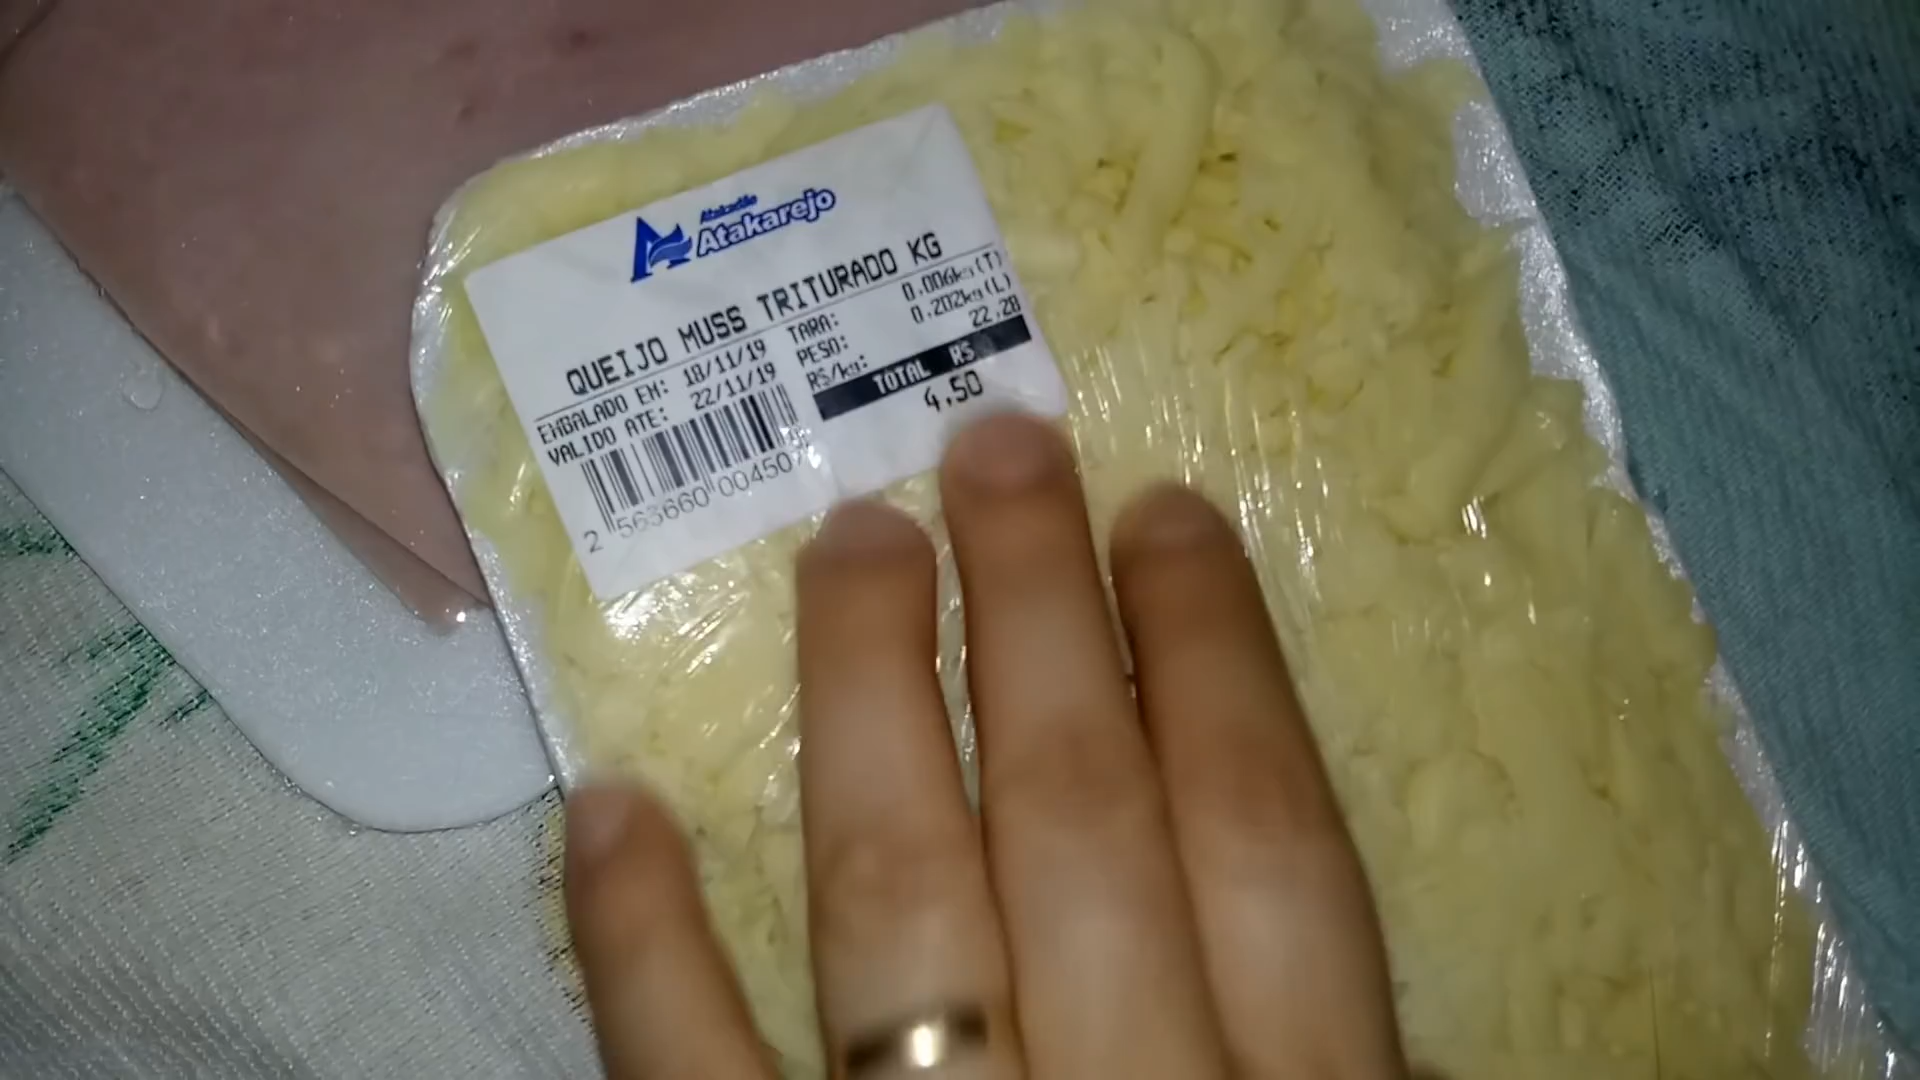 Atakadão
Atakarejo
QUEIJO MUSS TRITURADO KG
EMBALADO EM: 18/11/19
VALIDO ATE: 22/11/19
TARA: 0.006kg(T)
PESO: 0.202kg(L)
R$/kg: 22,28
TOTAL R$
4,50
2 563660 00450